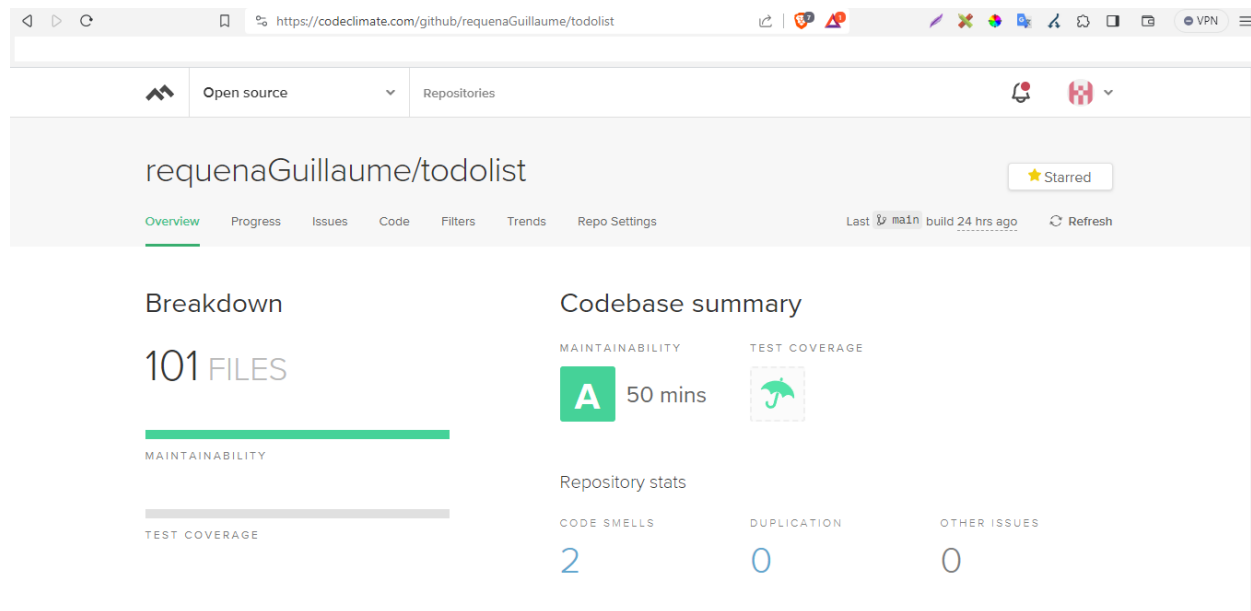 https://codeclimate.com/github/requenaGuillaume/todolist
7
1
VPN
Open source
Repositories
requenaGuillaume/todolist
Starred
Overview Progress Issues Code Filters Trends Repo Settings
Last main build 24 hrs ago
Refresh
Breakdown
101 FILES
MAINTAINABILITY
TEST COVERAGE
Codebase summary
MAINTAINABILITY TEST COVERAGE
A 50 mins
Repository stats
CODE SMELLS DUPLICATION OTHER ISSUES
2 0 0